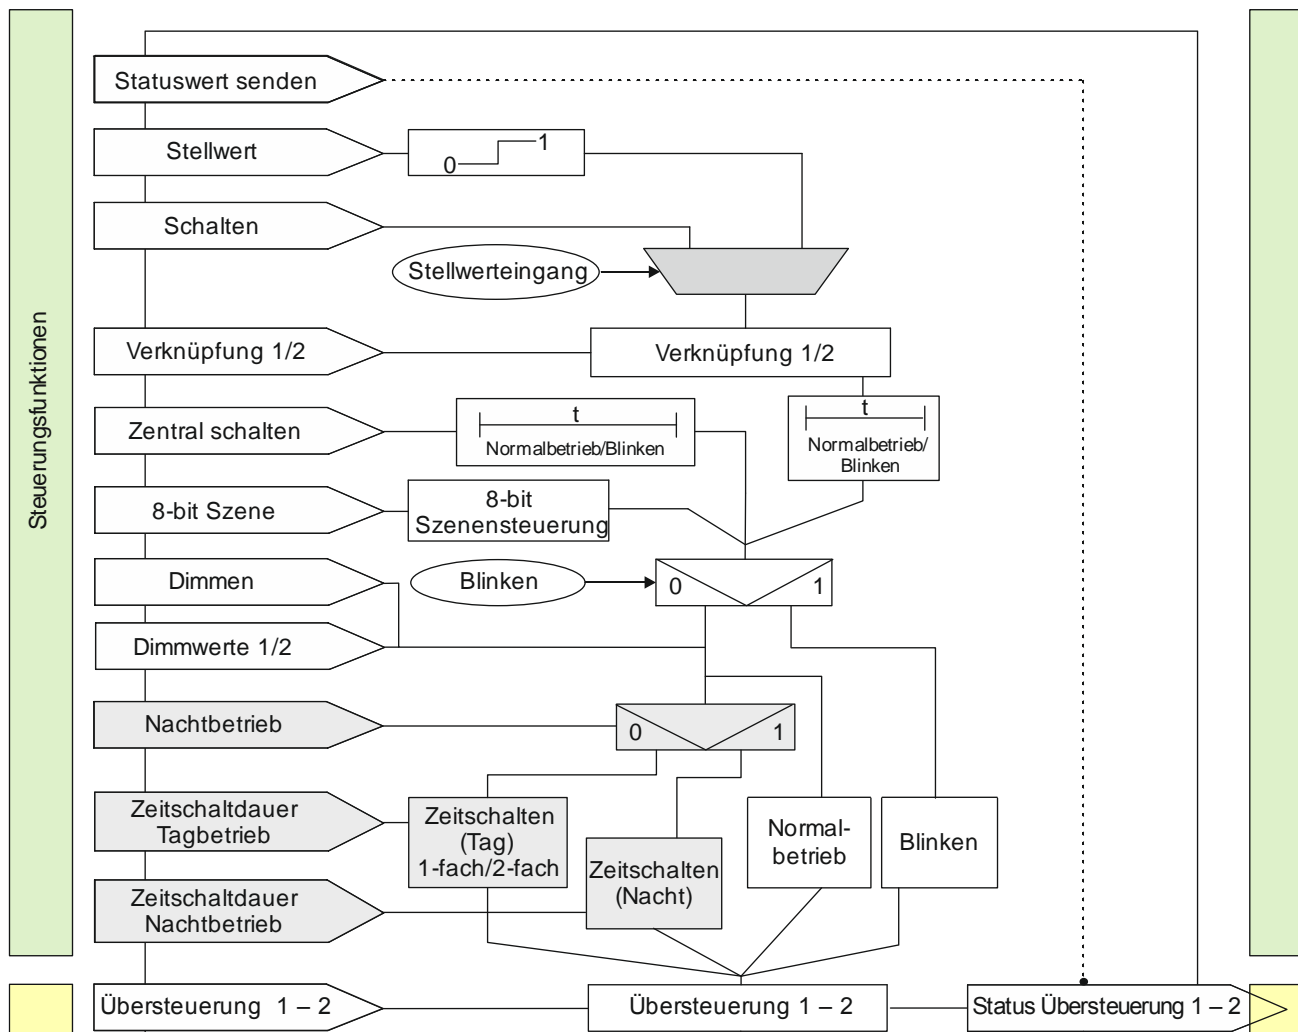 Steuerungsfunktionen
Statuswert senden
Stellwert
0
1
Schalten
Stellwerteingang
Verknüpfung 1/2
Verknüpfung 1/2
Zentral schalten
t
Normalbetrieb/Blinken
t
Normalbetrieb/
Blinken
8-bit Szene
8-bit
Szenensteuerung
Dimmen
Blinken
0
1
Dimmwerte 1/2
Nachtbetrieb
0
1
Zeitschaltdauer
Tagbetrieb
Zeitschalten
(Tag)
1-fach/2-fach
Zeitschalten
(Nacht)
Normal-
betrieb
Blinken
Zeitschaltdauer
Nachtbetrieb
Übersteuerung 1 – 2
Übersteuerung 1 – 2
Status Übersteuerung 1 – 2